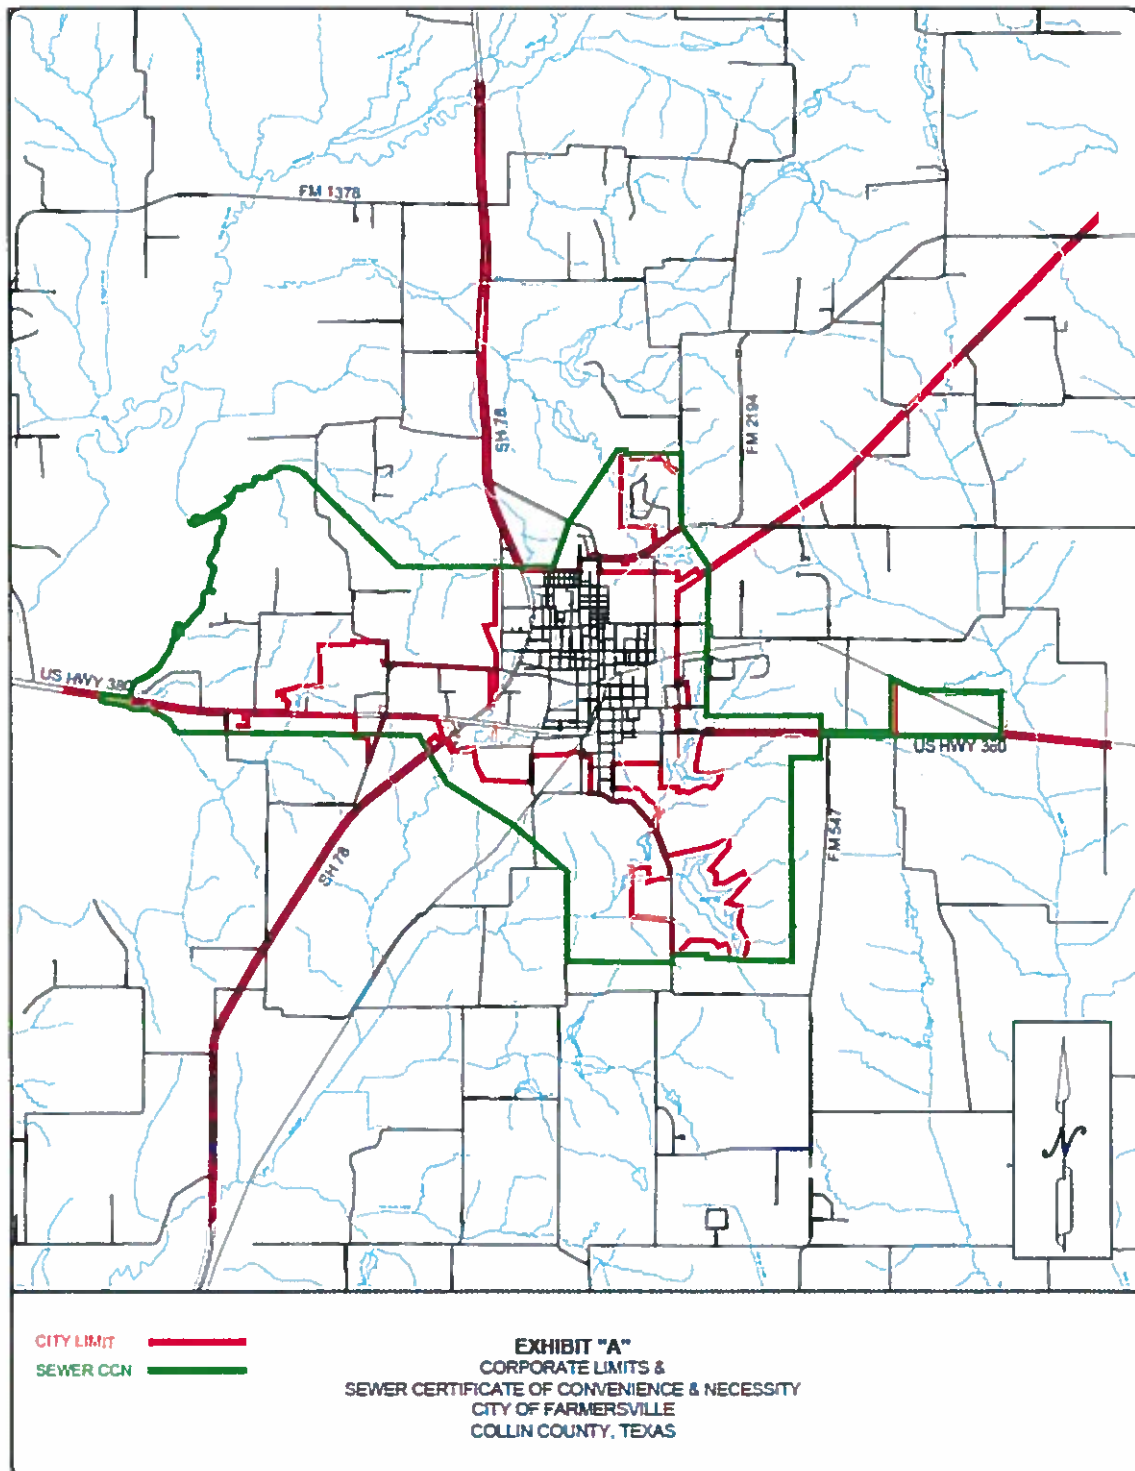 FM 1378
SH 78
FM 2194
US HWY 380
US HWY 380
FM 547
SH 78
N
CITY LIMIT
SEWER CCN
EXHIBIT "A"
CORPORATE LIMITS &
SEWER CERTIFICATE OF CONVENIENCE & NECESSITY
CITY OF FARMERSVILLE
COLLIN COUNTY, TEXAS